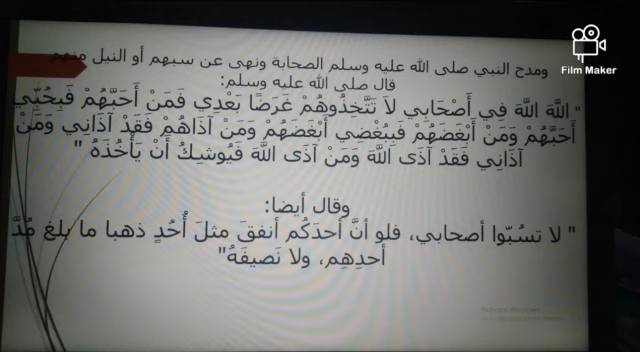 ومدح النبي صلى الله عليه وسلم الصحابة ونهى عن سبهم أو النيل منهم
قال صلى الله عليه وسلم:
" اللَّهَ اللَّهَ فِي أَصْحَابِي لَا تَتَّخِذُوهُمْ غَرَضًا بَعْدِي فَمَنْ أَحَبَّهُمْ فَبِحُبِّي
أَحَبَّهُمْ وَمَنْ أَبْغَضَهُمْ فَبِبُغْضِي أَبْغَضَهُمْ وَمَنْ آذَاهُمْ فَقَدْ آذَانِي وَمَنْ
آذَانِي فَقَدْ آذَى اللَّهَ وَمَنْ آذَى اللَّهَ فَيُوشِكُ أَنْ يَأْخُذَهُ "
وقال أيضا:
" لا تسُبّوا أصحابي، فلو أنَّ أحدَكُم أنفقَ مثلَ أُحُدٍ ذهبا ما بلغ مُدَّ
أحدِهِم، ولا نَصيفَهُ"
Film Maker
Activate Windows